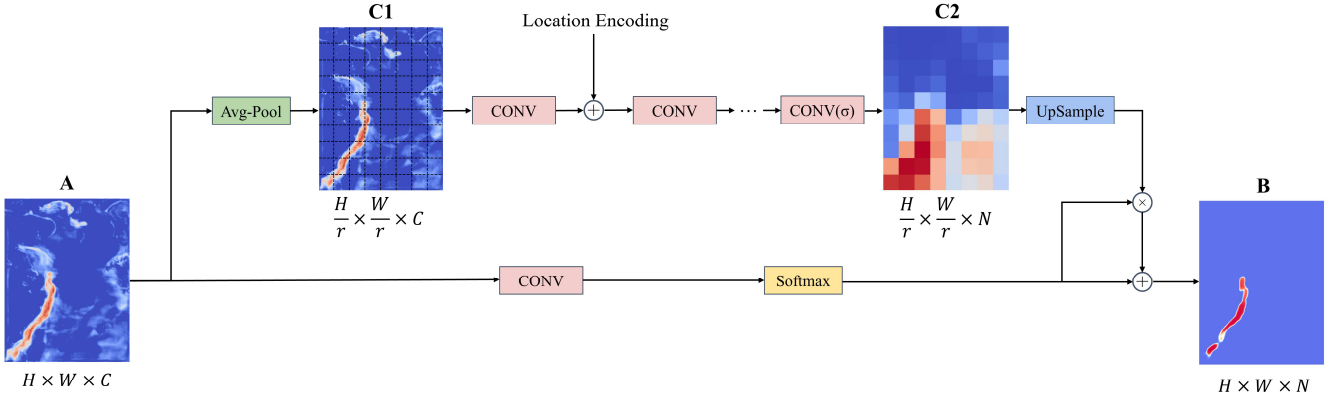 C1
C2
Location Encoding
Avg-Pool
CONV
+
CONV
...
CONV(σ)
UpSample
A
B
×
H/r × W/r × C
H/r × W/r × N
CONV
Softmax
+
H × W × C
H × W × N